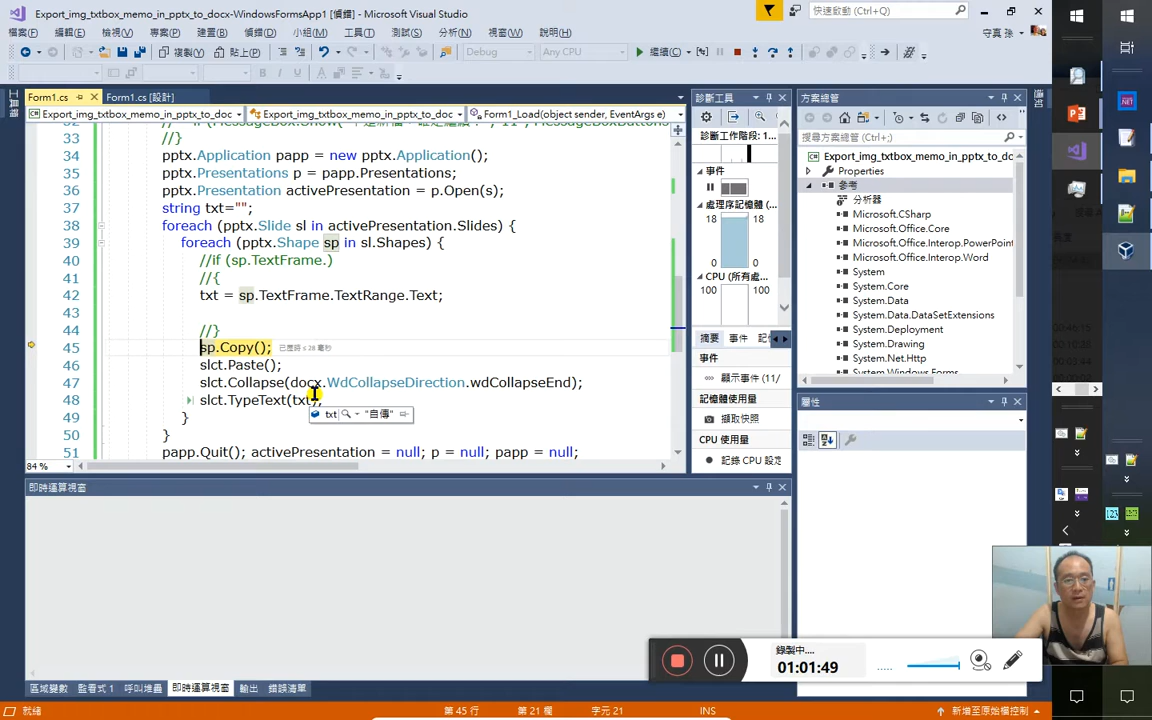 Export_img_txtbox_memo_in_pptx_to_docx-WindowsFormsApp1 [偵錯] - Microsoft Visual Studio
快速啟動 (Ctrl+Q)
檔案(F) 編輯(E) 檢視(V) 專案(P) 建置(B) 偵錯(D) 小組(M) 工具(T) 測試(S) 分析(N) 視窗(W) 說明(H)
守真 孫
複製(Y) 貼上(P) Debug Any CPU 繼續(C)
Form1.cs Form1.cs [設計]
Export_img_txtbox_memo_in_pptx_to_doc Export_img_txtbox_memo_in_pptx_to_doc Form1_Load(object sender, EventArgs e)
33 //}
34 pptx.Application papp = new pptx.Application();
35 pptx.Presentations p = papp.Presentations;
36 pptx.Presentation activePresentation = p.Open(s);
37 string txt="";
38 foreach (pptx.Slide sl in activePresentation.Slides) {
39 foreach (pptx.Shape sp in sl.Shapes) {
40 //if (sp.TextFrame.)
41 //{
42 txt = sp.TextFrame.TextRange.Text;
43
44 //}
45 sp.Copy(); 已歷時 ≤ 28 毫秒
46 slct.Paste();
47 slct.Collapse(docx.WdCollapseDirection.wdCollapseEnd);
48 slct.TypeText(txt);
txt "自傳"
49 }
50 }
51 papp.Quit(); activePresentation = null; p = null; papp = null;
84 %
診斷工具
診斷工作階段: 1...
事件
處理序記憶體 (
18 18
0 0
CPU (所有處...
100 100
摘要 事件 記
事件
顯示事件 (11/
記憶體使用量
擷取快照
CPU 使用量
記錄 CPU 設定
方案總管
搜尋方案總管 (Ctrl+;)
Export_img_txtbox_memo_in_pptx_to_do
Properties
參考
分析器
Microsoft.CSharp
Microsoft.Office.Core
Microsoft.Office.Interop.PowerPoint
Microsoft.Office.Interop.Word
System
System.Core
System.Data
System.Data.DataSetExtensions
System.Deployment
System.Drawing
System.Net.Http
System.Windows.Forms
屬性
即時運算視窗
區域變數 監看式 1 呼叫堆疊 即時運算視窗 輸出 錯誤清單
錄製中...
01:01:49
就緒 第 45 行 第 21 欄 字元 21 INS 新增至原始檔控制